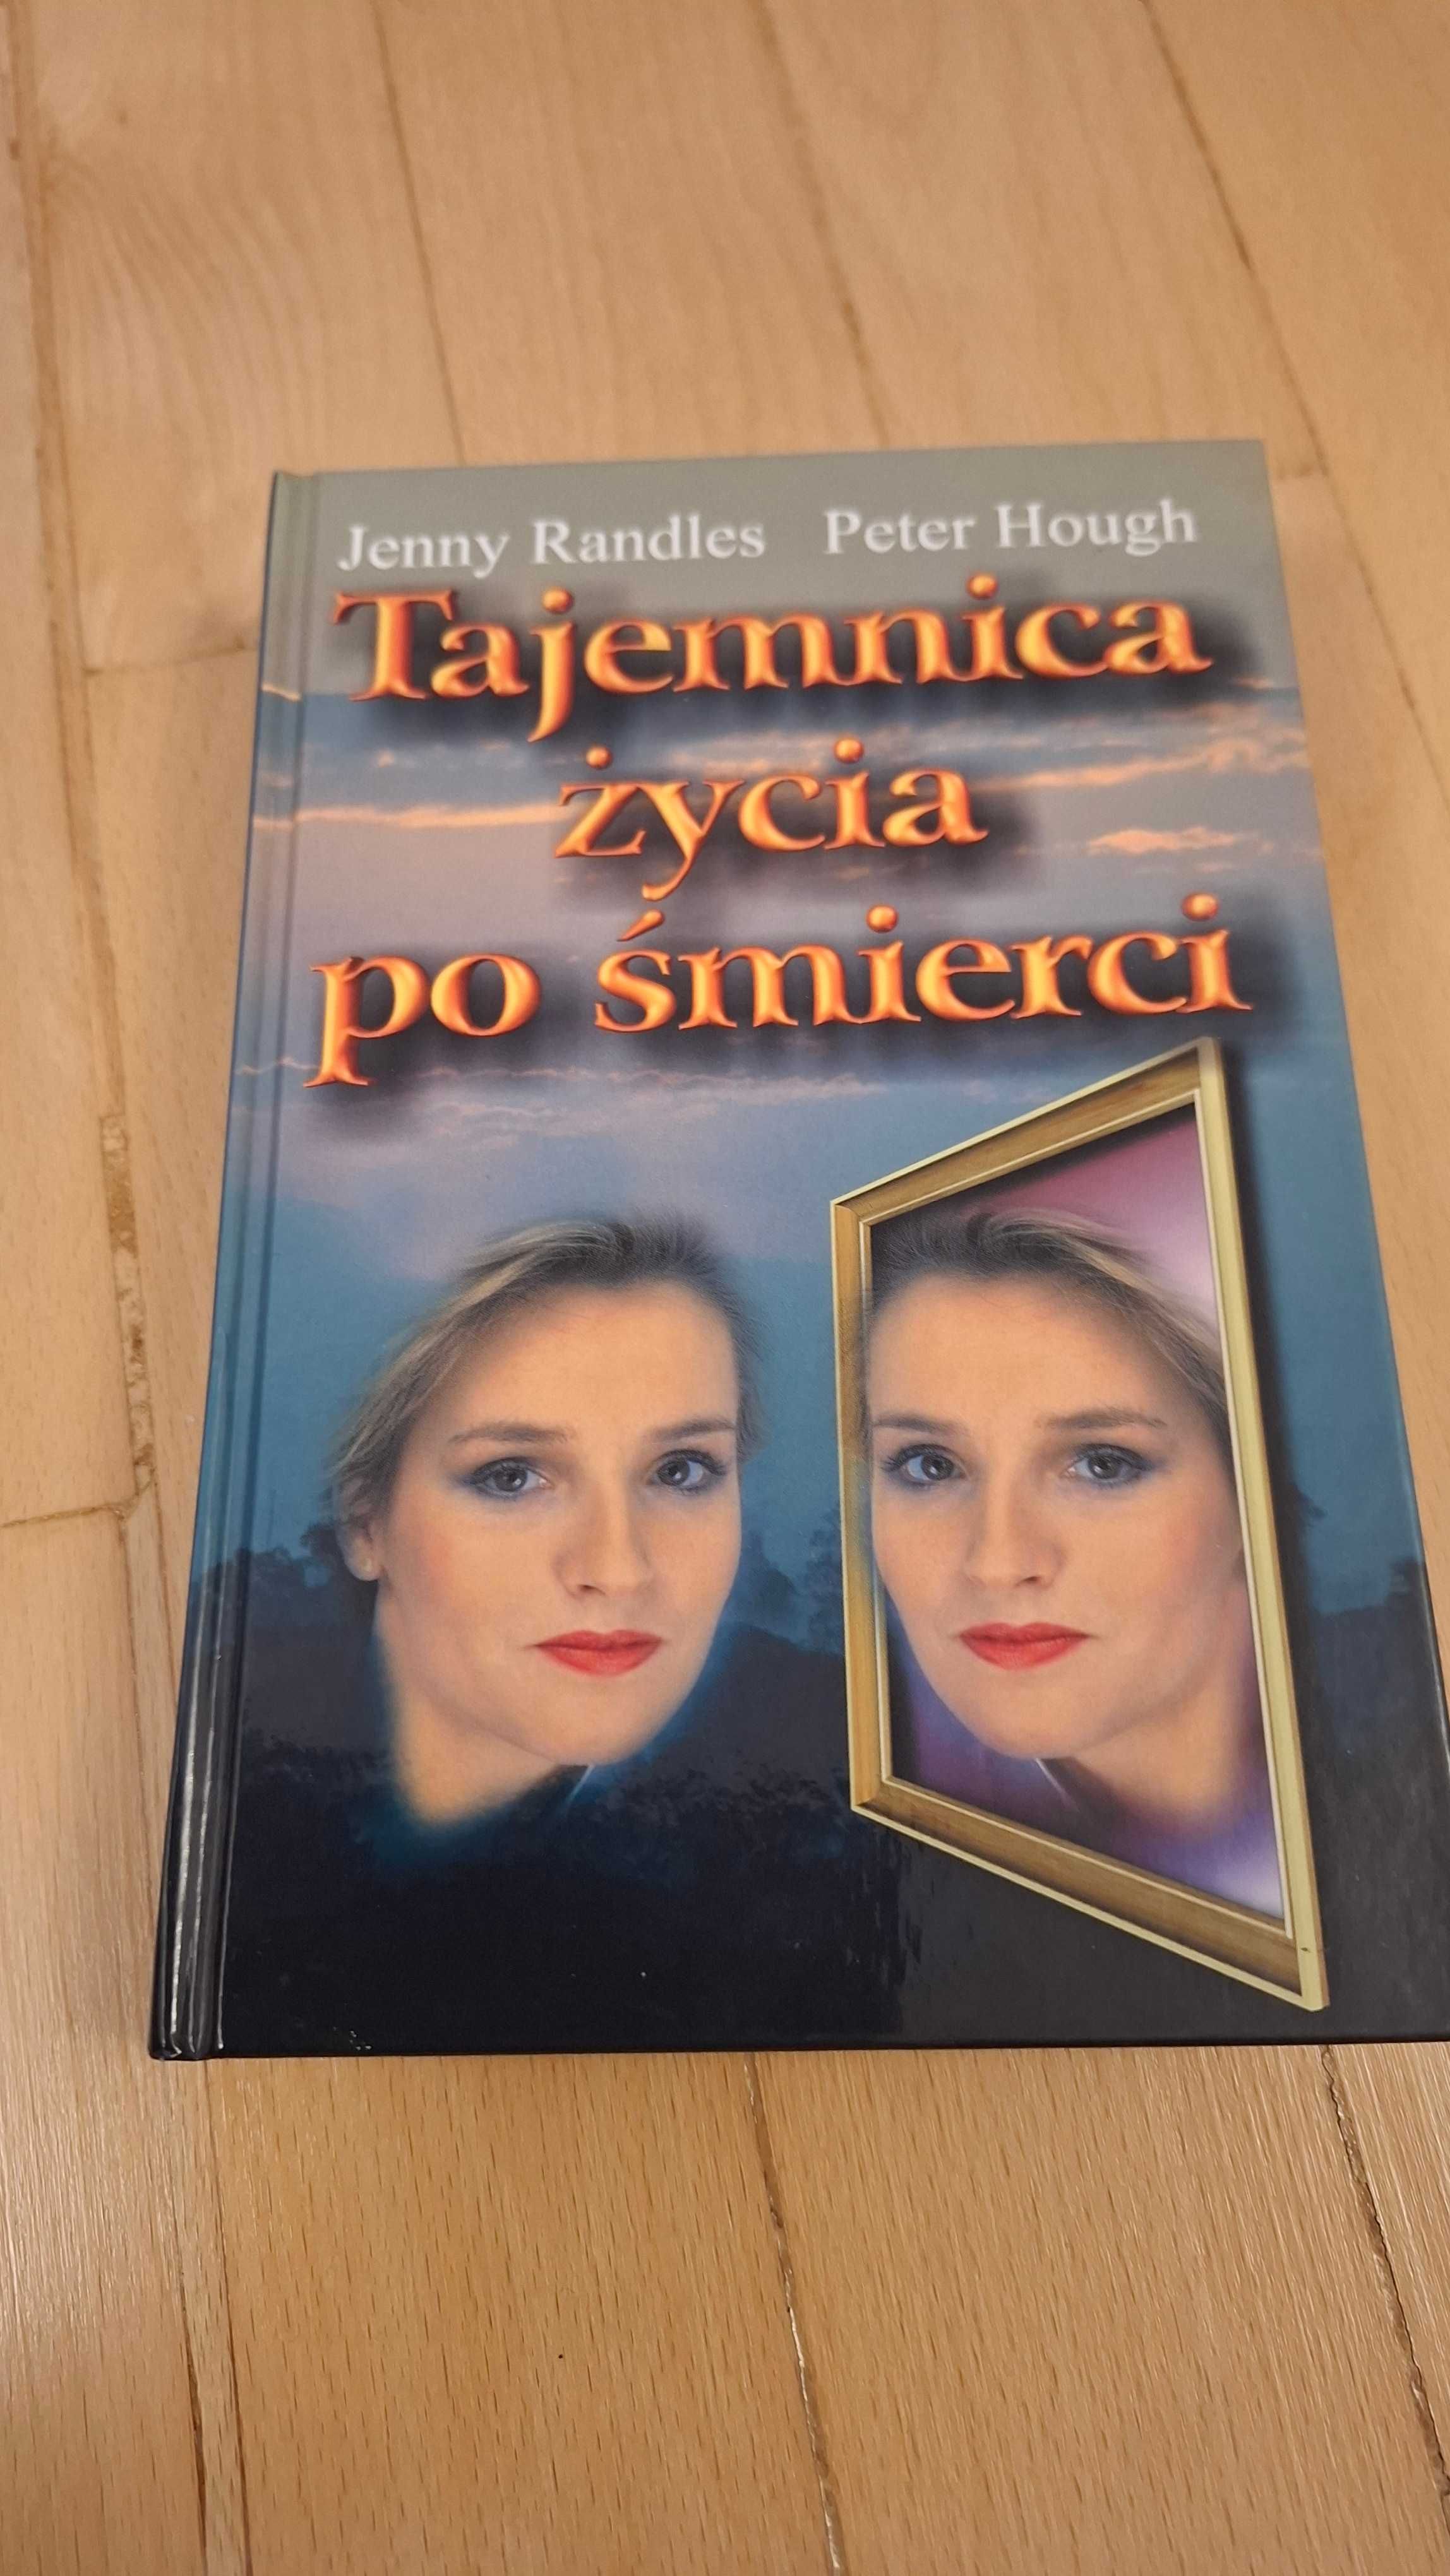 Jenny Randles Peter Hough
Tajemnica
życia
po śmierci